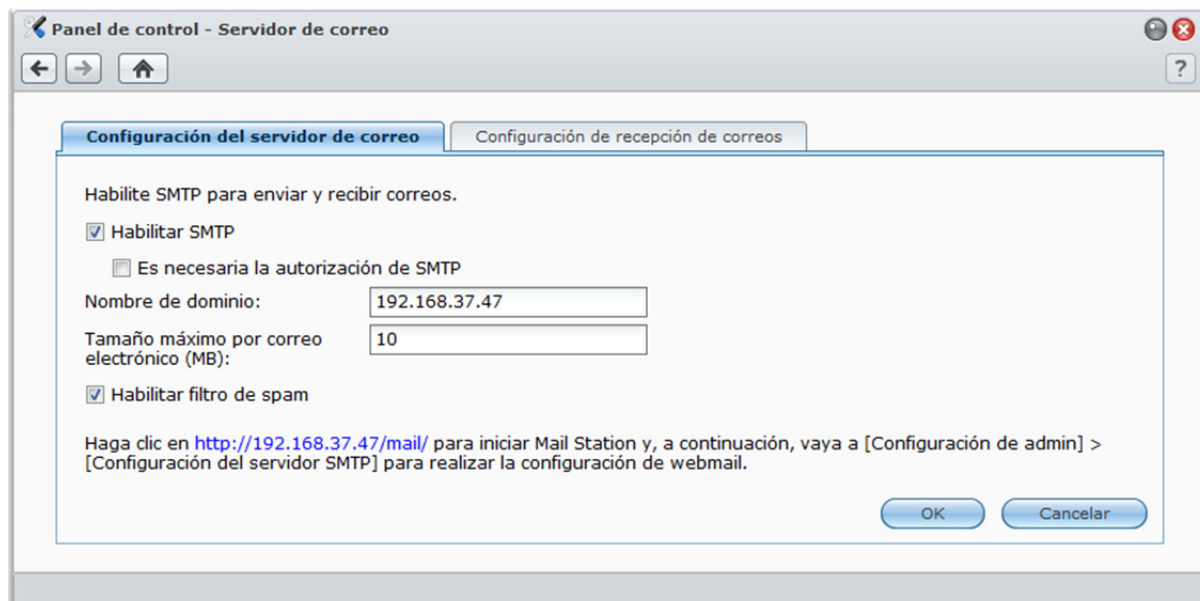 Panel de control - Servidor de correo
?
Configuración del servidor de correo
Configuración de recepción de correos
Habilite SMTP para enviar y recibir correos.
Habilitar SMTP
Es necesaria la autorización de SMTP
Nombre de dominio:
192.168.37.47
Tamaño máximo por correo
electrónico (MB):
10
Habilitar filtro de spam
Haga clic en http://192.168.37.47/mail/ para iniciar Mail Station y, a continuación, vaya a [Configuración de admin] >
[Configuración del servidor SMTP] para realizar la configuración de webmail.
OK
Cancelar